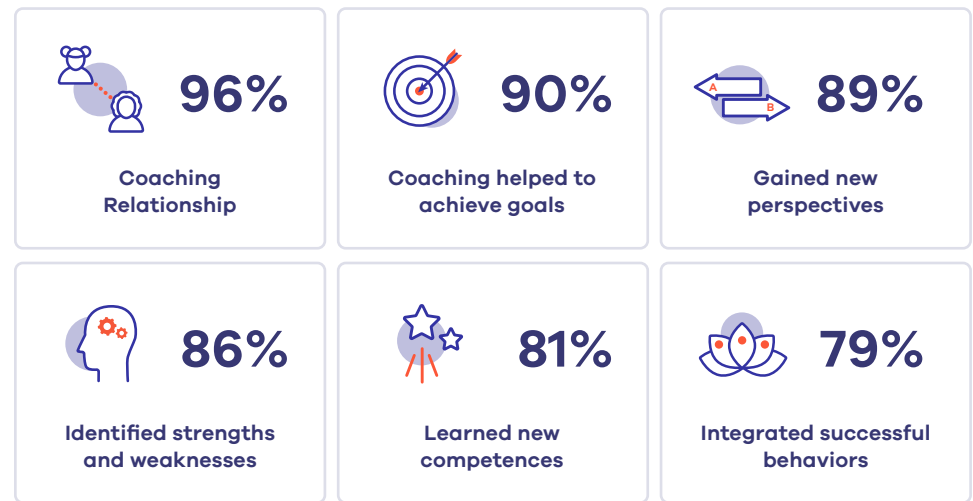 96%
Coaching
Relationship
90%
Coaching helped to
achieve goals
A
B
89%
Gained new
perspectives
86%
Identified strengths
and weaknesses
81%
Learned new
competences
79%
Integrated successful
behaviors